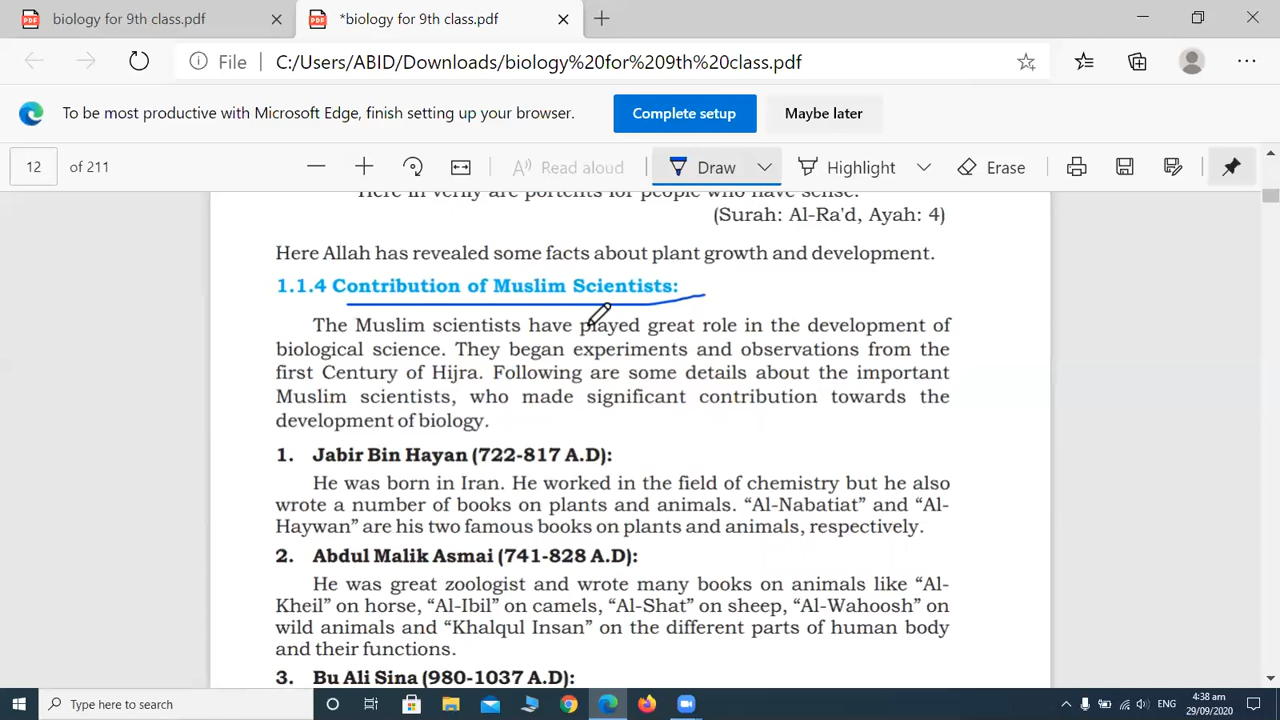 biology for 9th class.pdf
*biology for 9th class.pdf
File
C:/Users/ABID/Downloads/biology%20for%209th%20class.pdf
To be most productive with Microsoft Edge, finish setting up your browser.
Complete setup
Maybe later
12 of 211
Read aloud
Draw
Highlight
Erase
Here in verily are portents for people who have sense.
(Surah: Al-Ra'd, Ayah: 4)
Here Allah has revealed some facts about plant growth and development.
1.1.4 Contribution of Muslim Scientists:
The Muslim scientists have played great role in the development of
biological science. They began experiments and observations from the
first Century of Hijra. Following are some details about the important
Muslim scientists, who made significant contribution towards the
development of biology.
1. Jabir Bin Hayan (722-817 A.D):
He was born in Iran. He worked in the field of chemistry but he also
wrote a number of books on plants and animals. “Al-Nabatiat” and “Al-
Haywan” are his two famous books on plants and animals, respectively.
2. Abdul Malik Asmai (741-828 A.D):
He was great zoologist and wrote many books on animals like “Al-
Kheil” on horse, “Al-Ibil” on camels, “Al-Shat” on sheep, “Al-Wahoosh” on
wild animals and “Khalqul Insan” on the different parts of human body
and their functions.
3. Bu Ali Sina (980-1037 A.D):
Type here to search
ENG
4:38 pm
29/09/2020